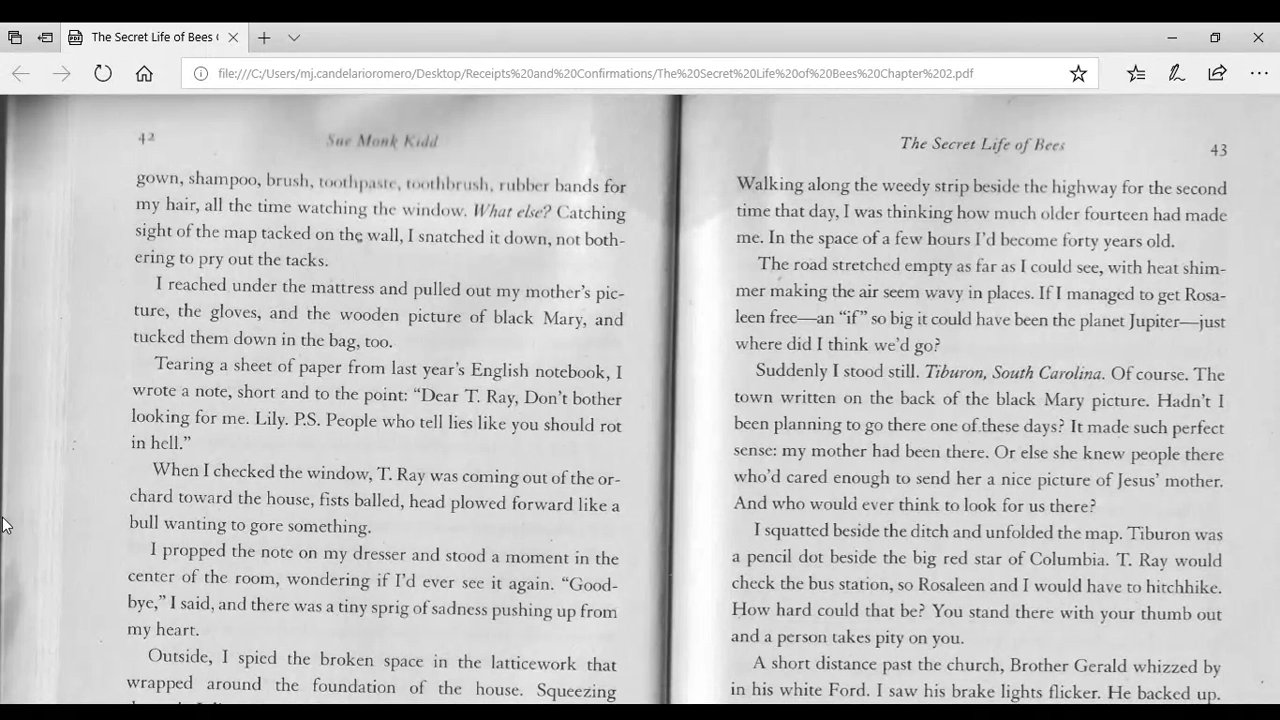 The Secret Life of Bees
file:///C:/Users/mj.candelarioromero/Desktop/Receipts%20and%20Confirmations/The%20Secret%20Life%20of%20Bees%20Chapter%202.pdf
42
Sue Monk Kidd
gown, shampoo, brush, toothpaste, toothbrush, rubber bands for
my hair, all the time watching the window. What else? Catching
sight of the map tacked on the wall, I snatched it down, not both-
ering to pry out the tacks.
I reached under the mattress and pulled out my mother's pic-
ture, the gloves, and the wooden picture of black Mary, and
tucked them down in the bag, too.
Tearing a sheet of paper from last year's English notebook, I
wrote a note, short and to the point: “Dear T. Ray, Don't bother
looking for me. Lily. P.S. People who tell lies like you should rot
in hell.”
When I checked the window, T. Ray was coming out of the or-
chard toward the house, fists balled, head plowed forward like a
bull wanting to gore something.
I propped the note on my dresser and stood a moment in the
center of the room, wondering if I'd ever see it again. “Good-
bye,” I said, and there was a tiny sprig of sadness pushing up from
my heart.
Outside, I spied the broken space in the latticework that
wrapped around the foundation of the house. Squeezing
The Secret Life of Bees
43
Walking along the weedy strip beside the highway for the second
time that day, I was thinking how much older fourteen had made
me. In the space of a few hours I'd become forty years old.
The road stretched empty as far as I could see, with heat shim-
mer making the air seem wavy in places. If I managed to get Rosa-
leen free—an “if” so big it could have been the planet Jupiter—just
where did I think we'd go?
Suddenly I stood still. Tiburon, South Carolina. Of course. The
town written on the back of the black Mary picture. Hadn't I
been planning to go there one of these days? It made such perfect
sense: my mother had been there. Or else she knew people there
who'd cared enough to send her a nice picture of Jesus' mother.
And who would ever think to look for us there?
I squatted beside the ditch and unfolded the map. Tiburon was
a pencil dot beside the big red star of Columbia. T. Ray would
check the bus station, so Rosaleen and I would have to hitchhike.
How hard could that be? You stand there with your thumb out
and a person takes pity on you.
A short distance past the church, Brother Gerald whizzed by
in his white Ford. I saw his brake lights flicker. He backed up.